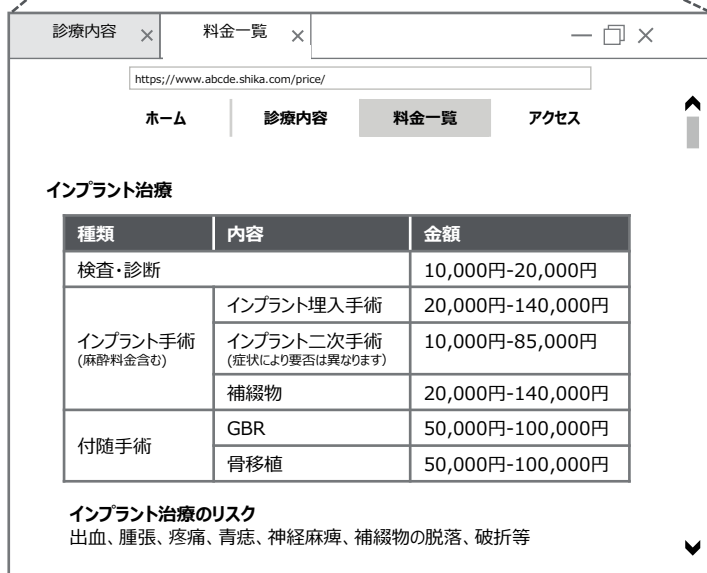 診療内容 × 料金一覧 ×
https;//www.abcde.shika.com/price/
ホーム 診療内容 料金一覧 アクセス
インプラント治療
種類 内容 金額
検査・診断 10,000円-20,000円
インプラント手術
(麻酔料金含む)
インプラント埋入手術 20,000円-140,000円
インプラント二次手術 10,000円-85,000円
(症状により要否は異なります)
補綴物 20,000円-140,000円
付随手術
GBR 50,000円-100,000円
骨移植 50,000円-100,000円
インプラント治療のリスク
出血、腫張、疼痛、青痣、神経麻痺、補綴物の脱落、破折等